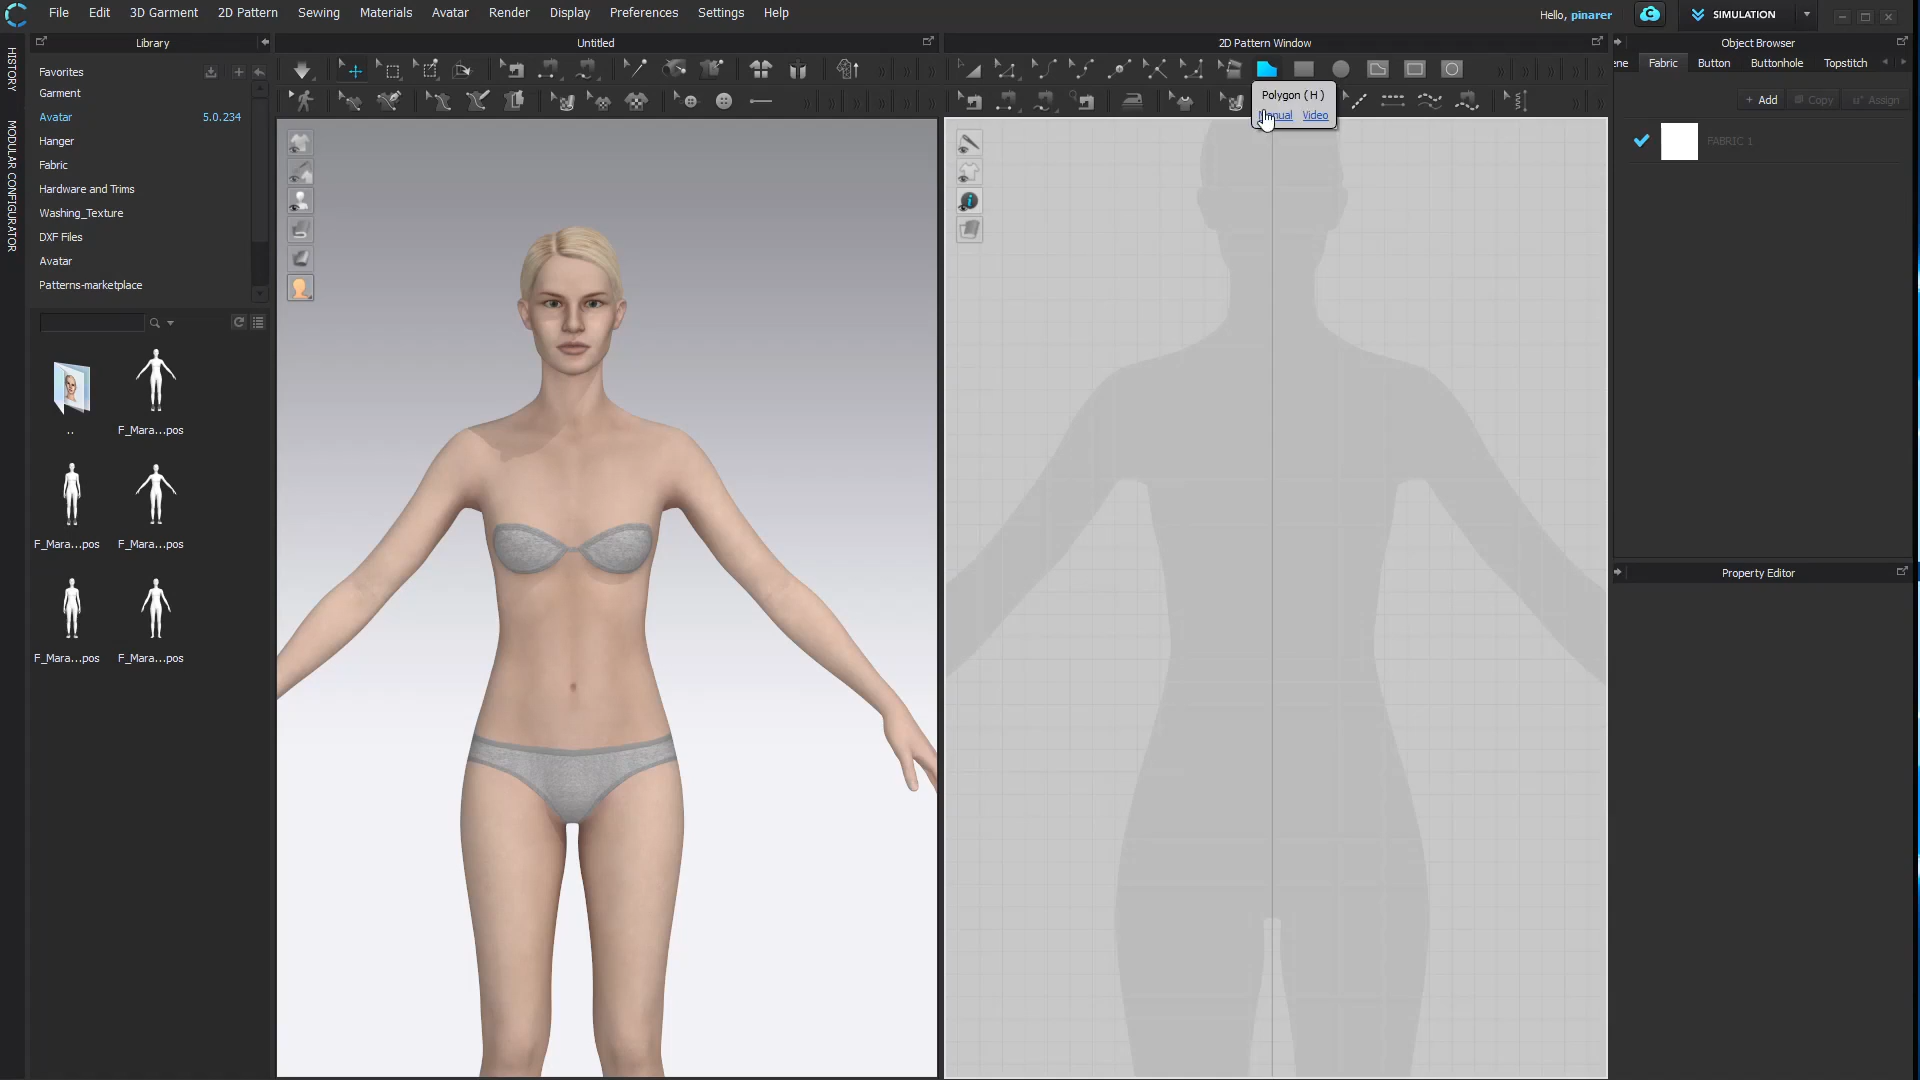 File Edit 3D Garment 2D Pattern Sewing Materials Avatar Render Display Preferences Settings Help
Hello, pinarer
SIMULATION
HISTORY
MODULAR CONFIGURATOR
Library
Untitled
2D Pattern Window
Object Browser
Favorites
Garment
Avatar 5.0.234
Hanger
Fabric
Hardware and Trims
Washing_Texture
DXF Files
Avatar
Patterns-marketplace
..
F_Mara...pos
F_Mara...pos F_Mara...pos
F_Mara...pos F_Mara...pos
Polygon ( H )
Video
ene Fabric Button Buttonhole Topstitch
+ Add Copy Assign
FABRIC 1
Property Editor